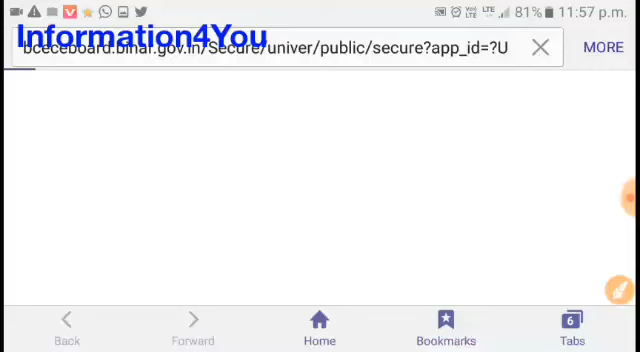 81% 11:57 p.m.
Information4You
bceceboard.bihar.gov.in/Secure/univer/public/secure?app_id=?U
MORE
6
Back Forward Home Bookmarks Tabs